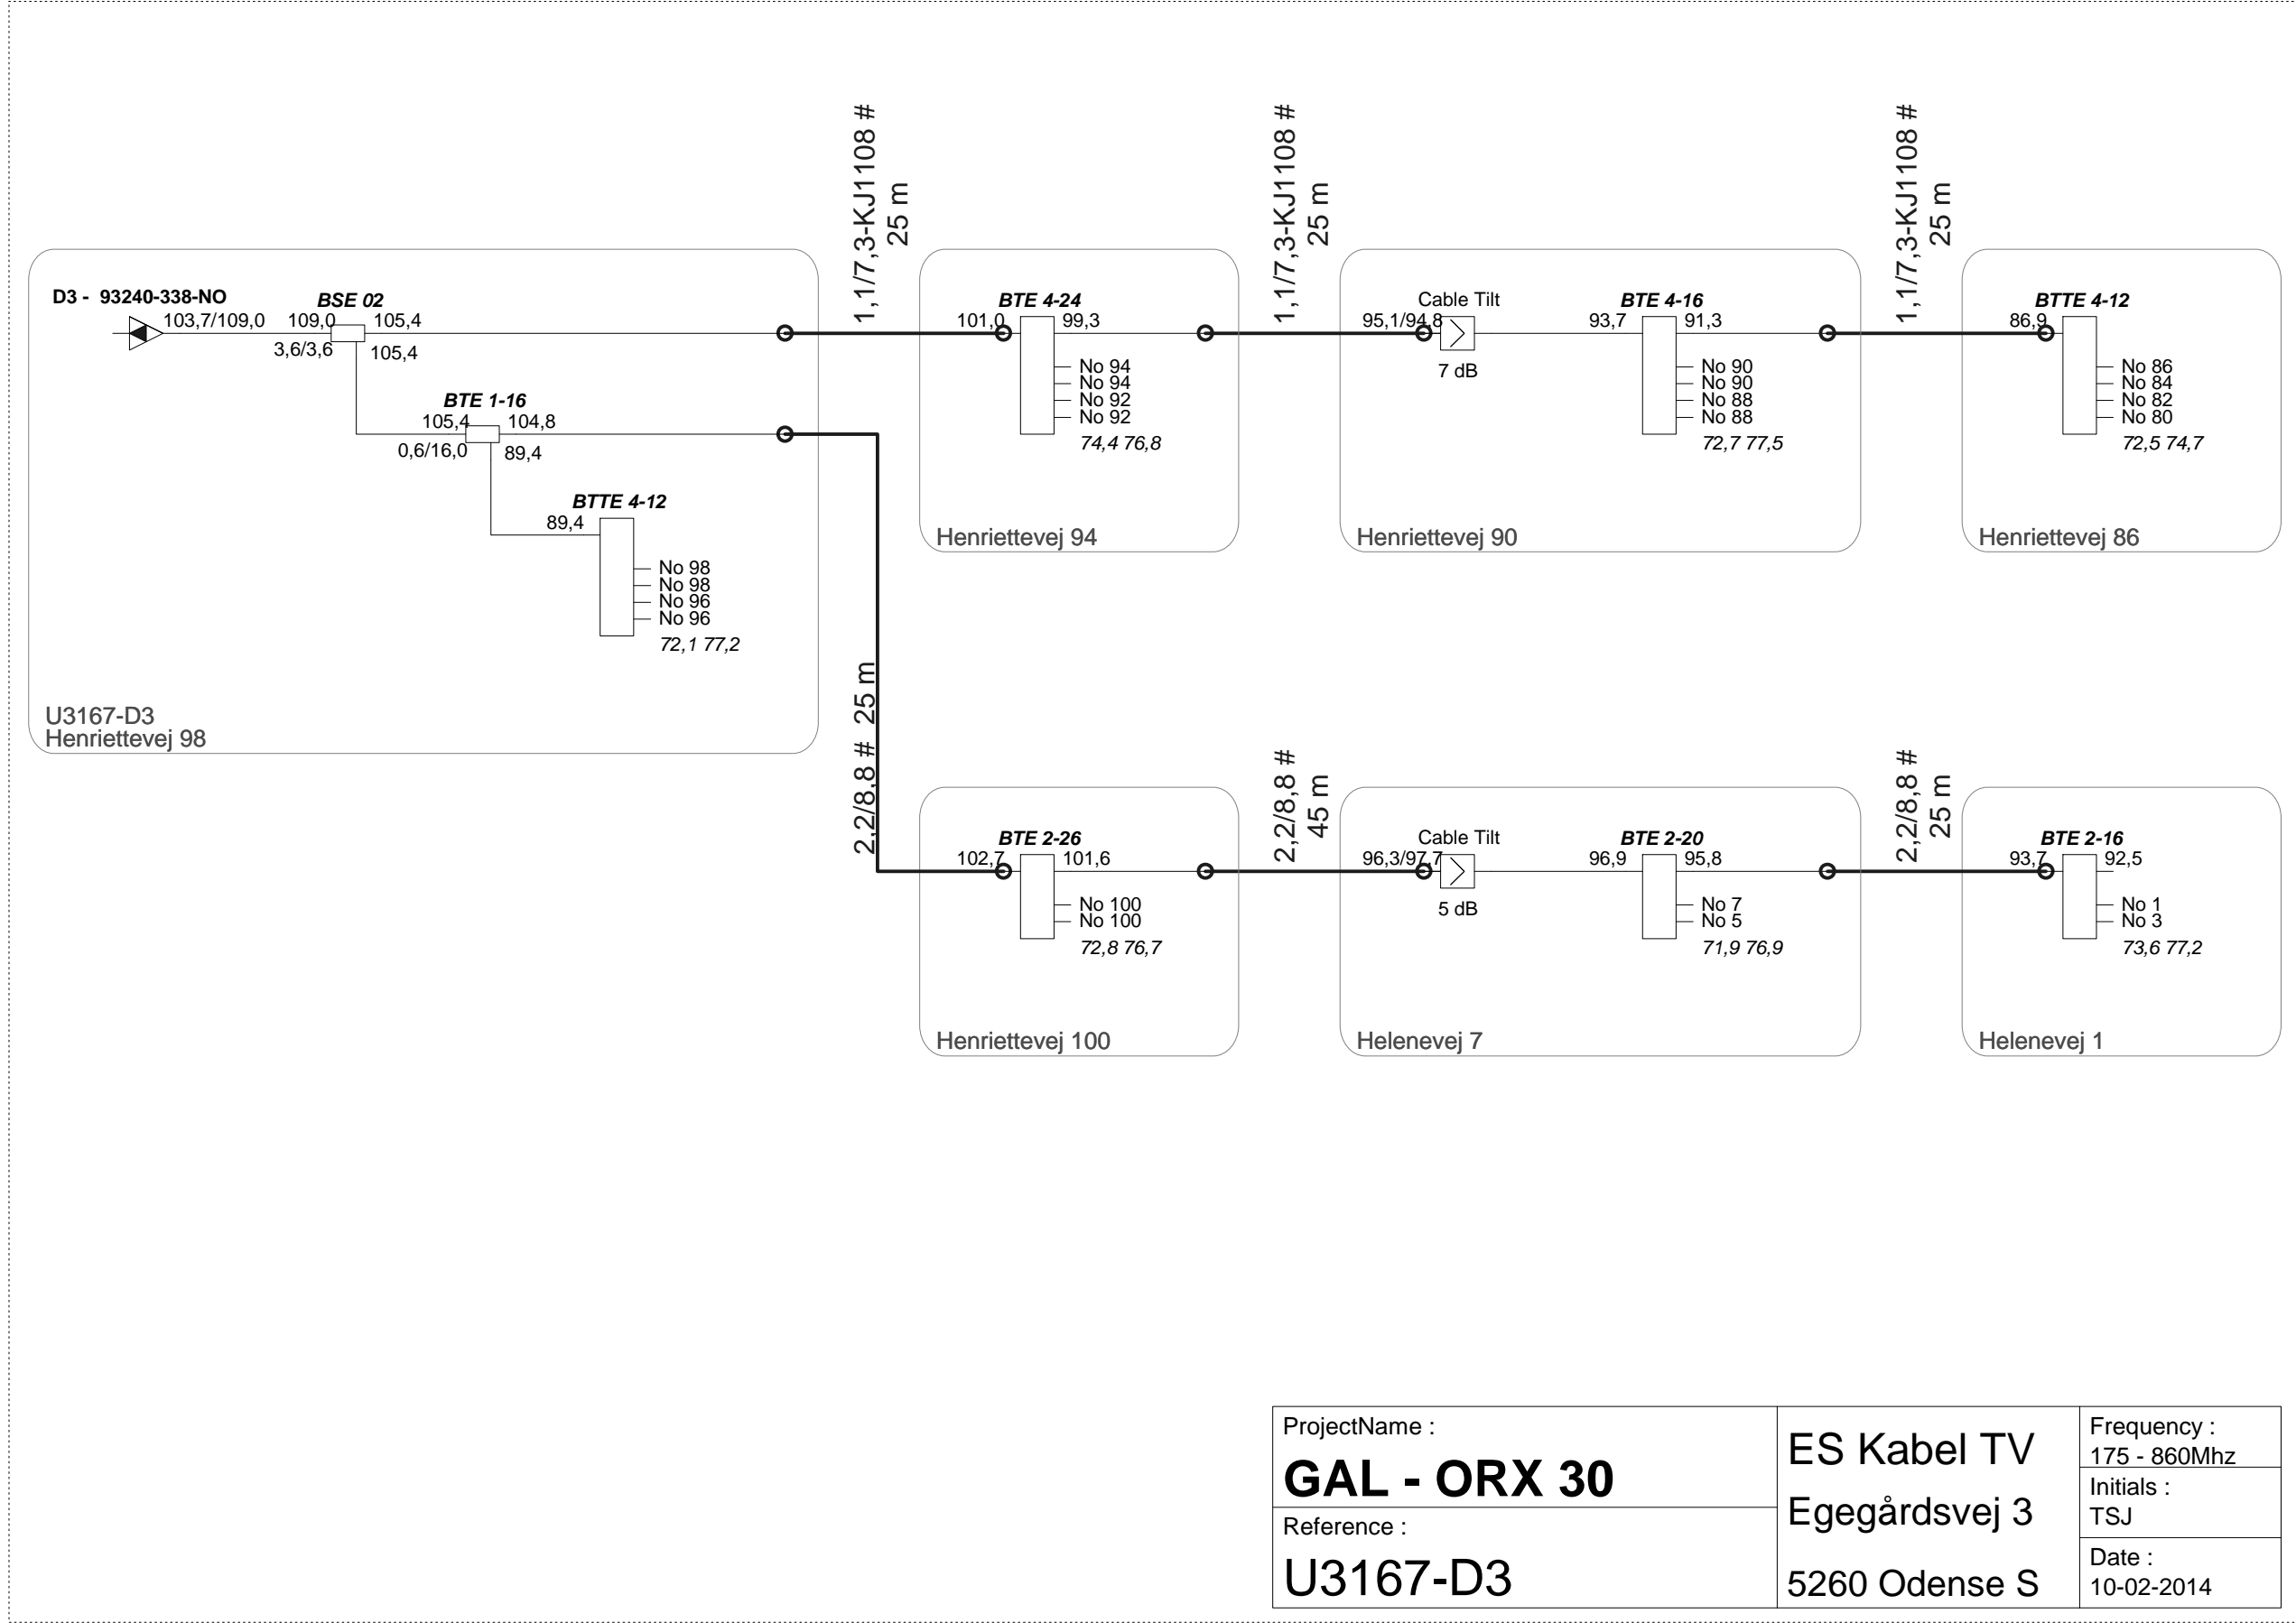 1,1/7,3-KJ1108 #
25 m
1,1/7,3-KJ1108 #
25 m
1,1/7,3-KJ1108 #
25 m
D3 - 93240-338-NO
103,7/109,0
BSE 02
109,0
105,4
3,6/3,6
105,4
BTE 1-16
105,4
104,8
0,6/16,0
89,4
BTTE 4-12
89,4
No 98
No 98
No 96
No 96
72,1 77,2
U3167-D3
Henriettevej 98
BTE 4-24
101,0
99,3
No 94
No 94
No 92
No 92
74,4 76,8
Henriettevej 94
Cable Tilt
95,1/94,8
7 dB
BTE 4-16
93,7
91,3
No 90
No 90
No 88
No 88
72,7 77,5
Henriettevej 90
BTTE 4-12
86,9
No 86
No 84
No 82
No 80
72,5 74,7
Henriettevej 86
2,2/8,8 # 25 m
2,2/8,8 #
45 m
2,2/8,8 #
25 m
BTE 2-26
102,7
101,6
No 100
No 100
72,8 76,7
Henriettevej 100
Cable Tilt
96,3/97,7
5 dB
BTE 2-20
96,9
95,8
No 7
No 5
71,9 76,9
Helenevej 7
BTE 2-16
93,7
92,5
No 1
No 3
73,6 77,2
Helenevej 1
ProjectName :
GAL - ORX 30
Reference :
U3167-D3
ES Kabel TV
Egegårdsvej 3
5260 Odense S
Frequency :
175 - 860Mhz
Initials :
TSJ
Date :
10-02-2014